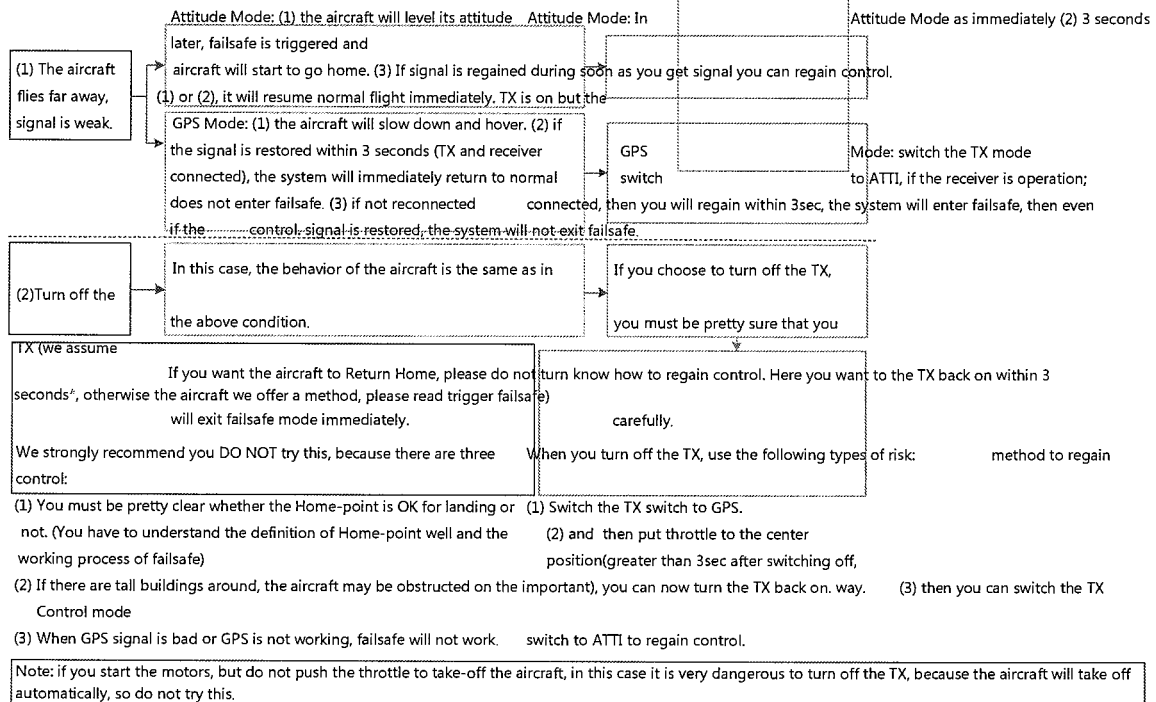 Attitude Mode: (1) the aircraft will level its attitude Attitude Mode: In Attitude Mode as immediately (2) 3 seconds
later, failsafe is triggered and
(1) The aircraft
flies far away,
signal is weak.
aircraft will start to go home. (3) If signal is regained during soon as you get signal you can regain control.
(1) or (2), it will resume normal flight immediately. TX is on but the
GPS Mode: (1) the aircraft will slow down and hover. (2) if
the signal is restored within 3 seconds (TX and receiver GPS Mode: switch the TX mode
connected), the system will immediately return to normal switch to ATTI, if the receiver is operation;
does not enter failsafe. (3) if not reconnected connected, then you will regain within 3sec, the system will enter failsafe, then even
if the control. signal is restored, the system will not exit failsafe.
(2)Turn off the
In this case, the behavior of the aircraft is the same as in
the above condition.
If you choose to turn off the TX,
you must be pretty sure that you
TX (we assume
If you want the aircraft to Return Home, please do not turn know how to regain control. Here you want to the TX back on within 3
seconds*, otherwise the aircraft we offer a method, please read trigger failsafe)
will exit failsafe mode immediately. carefully.
We strongly recommend you DO NOT try this, because there are three When you turn off the TX, use the following types of risk: method to regain
control:
(1) You must be pretty clear whether the Home-point is OK for landing or (1) Switch the TX switch to GPS.
not. (You have to understand the definition of Home-point well and the (2) and then put throttle to the center
working process of failsafe) position(greater than 3sec after switching off,
(2) If there are tall buildings around, the aircraft may be obstructed on the important), you can now turn the TX back on. way. (3) then you can switch the TX
Control mode
(3) When GPS signal is bad or GPS is not working, failsafe will not work. switch to ATTI to regain control.
Note: if you start the motors, but do not push the throttle to take-off the aircraft, in this case it is very dangerous to turn off the TX, because the aircraft will take off
automatically, so do not try this.